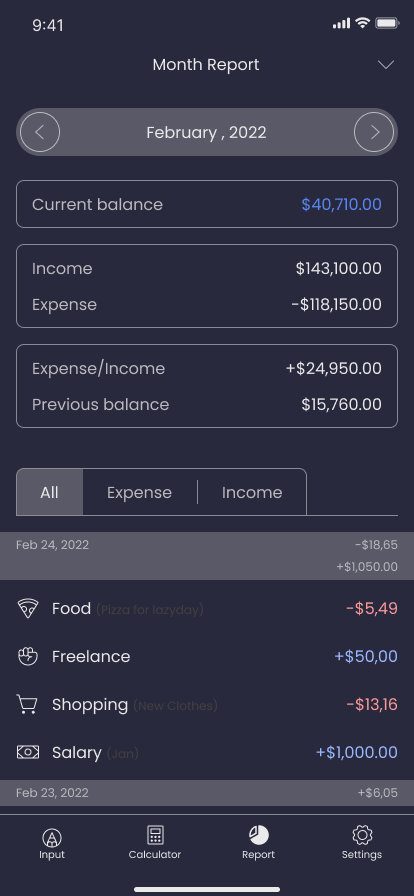 9:41
Month Report
February , 2022
Current balance $40,710.00
Income $143,100.00
Expense -$118,150.00
Expense/Income +$24,950.00
Previous balance $15,760.00
All Expense Income
Feb 24, 2022 -$18,65
+$1,050.00
Food (Pizza for lazyday) -$5,49
Freelance +$50,00
Shopping (New Clothes) -$13,16
Salary (Jan) +$1,000.00
Feb 23, 2022 +$6,05
Input Calculator Report Settings